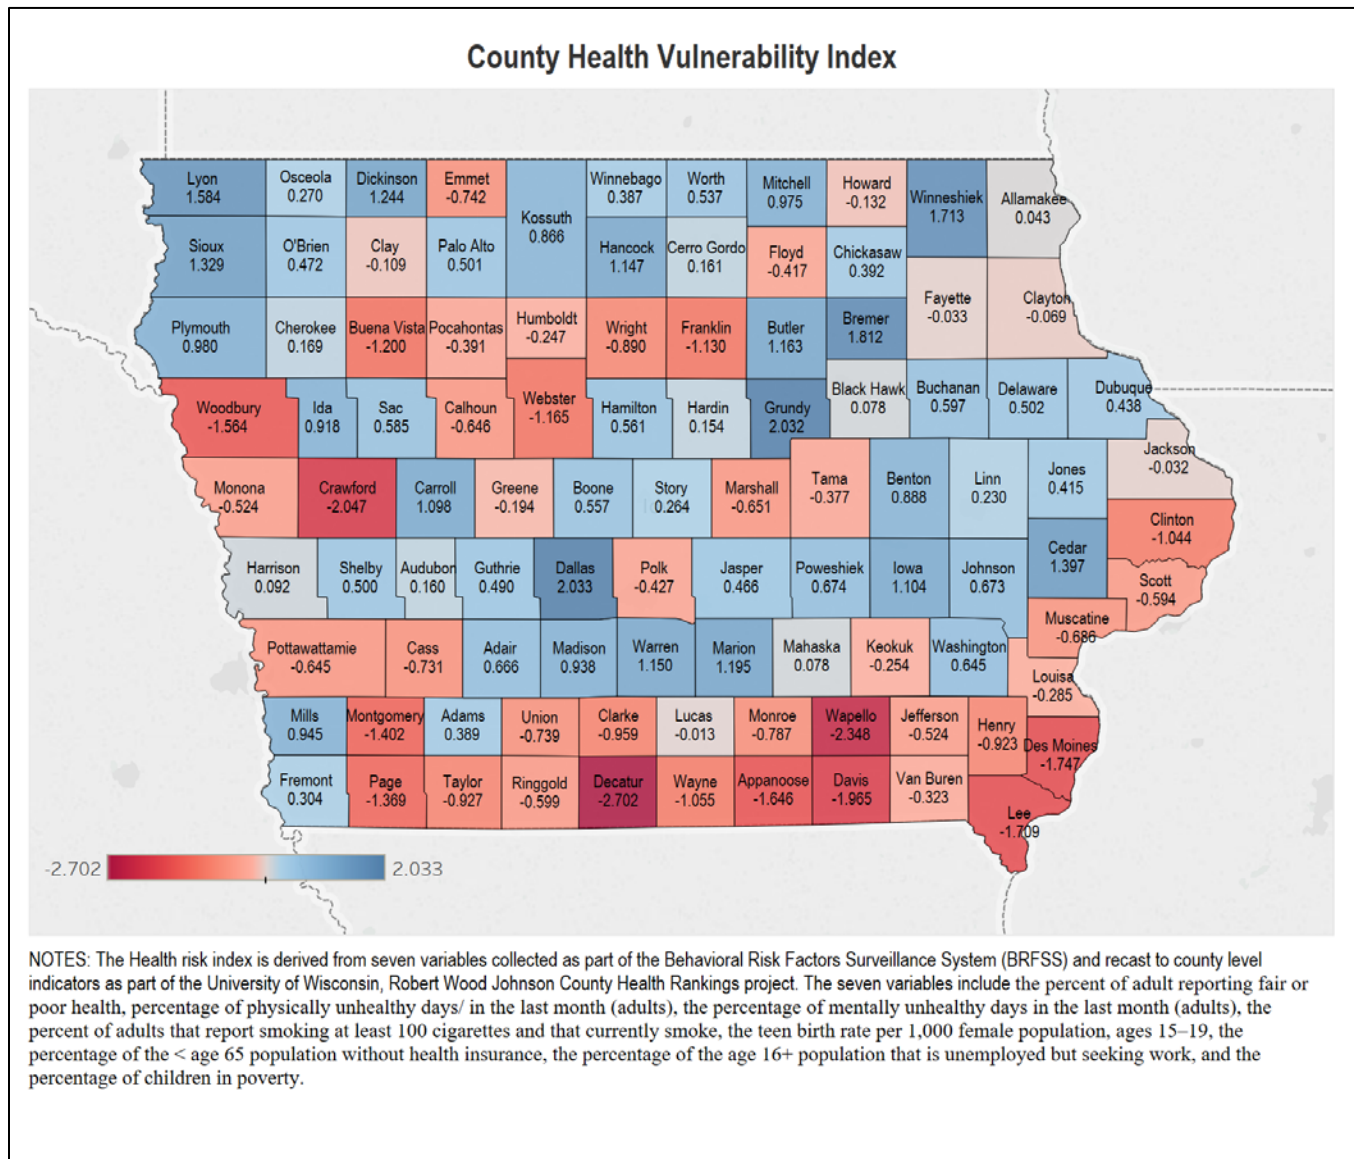 County Health Vulnerability Index
Lyon
1.584
Osceola
0.270
Dickinson
1.244
Emmet
-0.742
Kossuth
0.866
Winnebago
0.387
Worth
0.537
Mitchell
0.975
Howard
-0.132
Winneshiek
1.713
Allamakee
0.043
Sioux
1.329
O'Brien
0.472
Clay
-0.109
Palo Alto
0.501
Hancock
1.147
Cerro Gordo
0.161
Floyd
-0.417
Chickasaw
0.392
Fayette
-0.033
Clayton
-0.069
Plymouth
0.980
Cherokee
0.169
Buena Vista
-1.200
Pocahontas
-0.391
Humboldt
-0.247
Wright
-0.890
Franklin
-1.130
Butler
1.163
Bremer
1.812
Woodbury
-1.564
Ida
0.918
Sac
0.585
Calhoun
-0.646
Webster
-1.165
Hamilton
0.561
Hardin
0.154
Grundy
2.032
Black Hawk
0.078
Buchanan
0.597
Delaware
0.502
Dubuque
0.438
Jackson
-0.032
Monona
-0.524
Crawford
-2.047
Carroll
1.098
Greene
-0.194
Boone
0.557
Story
0.264
Marshall
-0.651
Tama
-0.377
Benton
0.888
Linn
0.230
Jones
0.415
Clinton
-1.044
Harrison
0.092
Shelby
0.500
Audubon
0.160
Guthrie
0.490
Dallas
2.033
Polk
-0.427
Jasper
0.466
Poweshiek
0.674
Iowa
1.104
Johnson
0.673
Cedar
1.397
Scott
-0.594
Muscatine
-0.686
Pottawattamie
-0.645
Cass
-0.731
Adair
0.666
Madison
0.938
Warren
1.150
Marion
1.195
Mahaska
0.078
Keokuk
-0.254
Washington
0.645
Louisa
-0.285
Mills
0.945
Montgomery
-1.402
Adams
0.389
Union
-0.739
Clarke
-0.959
Lucas
-0.013
Monroe
-0.787
Wapello
-2.348
Jefferson
-0.524
Henry
-0.923
Des Moines
-1.747
Fremont
0.304
Page
-1.369
Taylor
-0.927
Ringgold
-0.599
Decatur
-2.702
Wayne
-1.055
Appanoose
-1.646
Davis
-1.965
Van Buren
-0.323
Lee
-1.709
-2.702
2.033
NOTES: The Health risk index is derived from seven variables collected as part of the Behavioral Risk Factors Surveillance System (BRFSS) and recast to county level
indicators as part of the University of Wisconsin, Robert Wood Johnson County Health Rankings project. The seven variables include the percent of adult reporting fair or
poor health, percentage of physically unhealthy days/ in the last month (adults), the percentage of mentally unhealthy days in the last month (adults), the
percent of adults that report smoking at least 100 cigarettes and that currently smoke, the teen birth rate per 1,000 female population, ages 15–19, the
percentage of the < age 65 population without health insurance, the percentage of the age 16+ population that is unemployed but seeking work, and the
percentage of children in poverty.